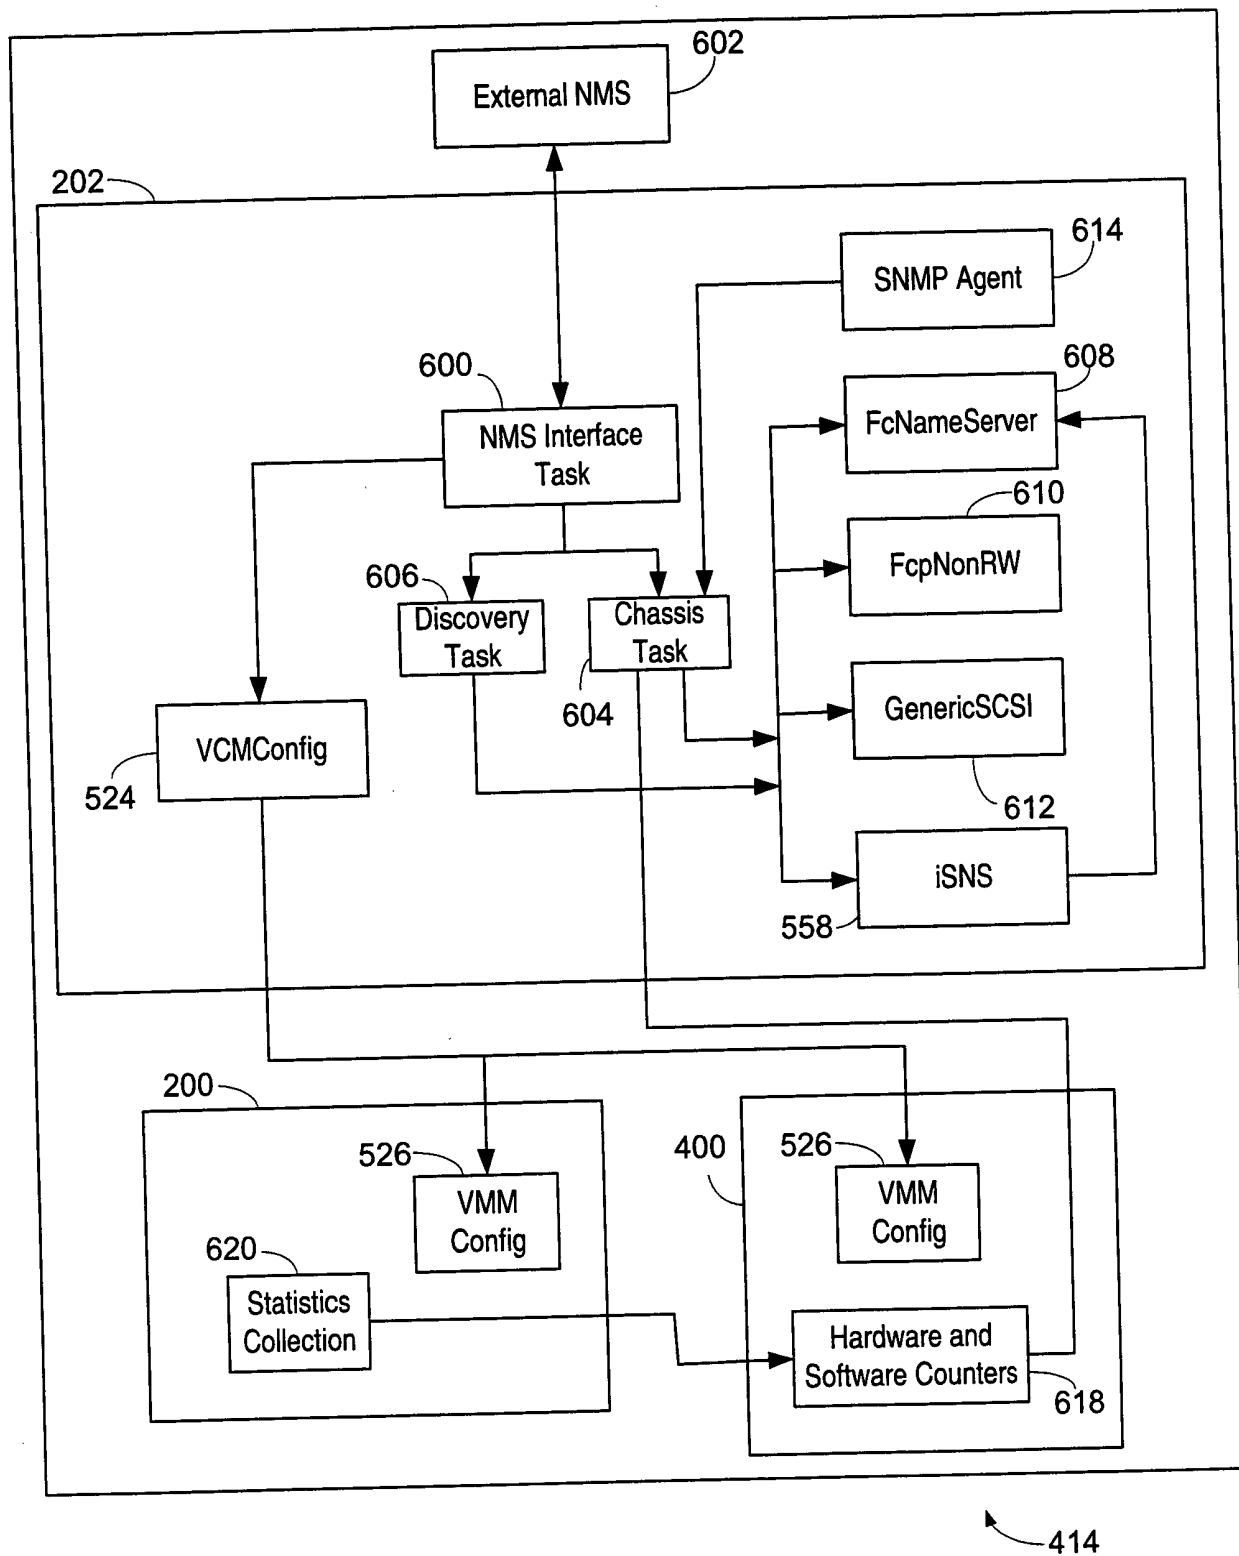 602
External NMS
202
614
SNMP Agent
600
608
NMS Interface
Task
FcNameServer
610
FcpNonRW
606
Discovery
Task
Chassis
Task
604
GenericSCSI
VCMConfig
524
612
iSNS
558
200
526
VMM
Config
400
526
VMM
Config
620
Statistics
Collection
Hardware and
Software Counters
618
414